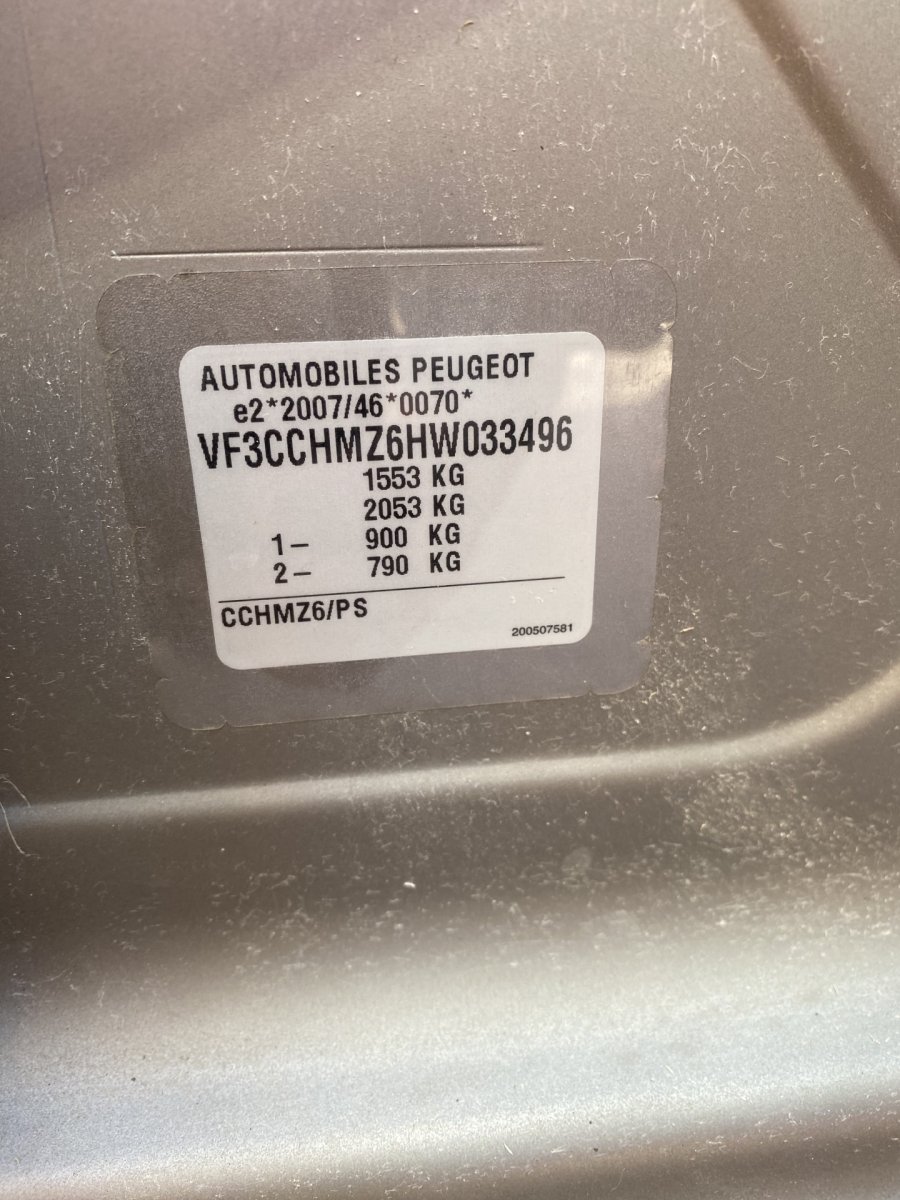 AUTOMOBILES PEUGEOT
e2*2007/46*0070*
VF3CCHMZ6HW033496
1553 KG
2053 KG
1– 900 KG
2– 790 KG
CCHMZ6/PS
200507581